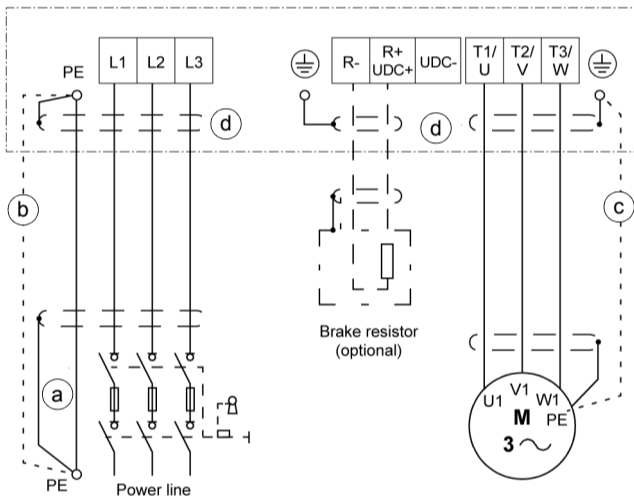 PE
L1 L2 L3
R- R+ UDC+ UDC-
T1/ U T2/ V T3/ W
d
d
b
c
Brake resistor
(optional)
a
U1 V1 W1
M PE
3
PE
Power line